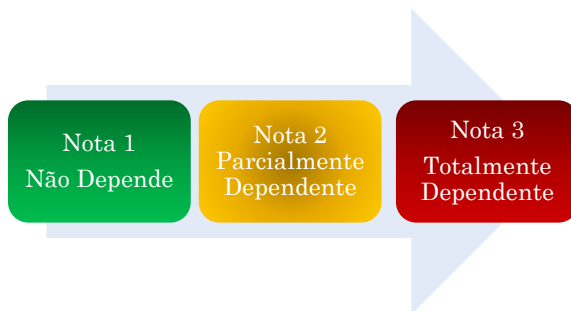 Nota 1
Não Depende
Nota 2
Parcialmente
Dependente
Nota 3
Totalmente
Dependente